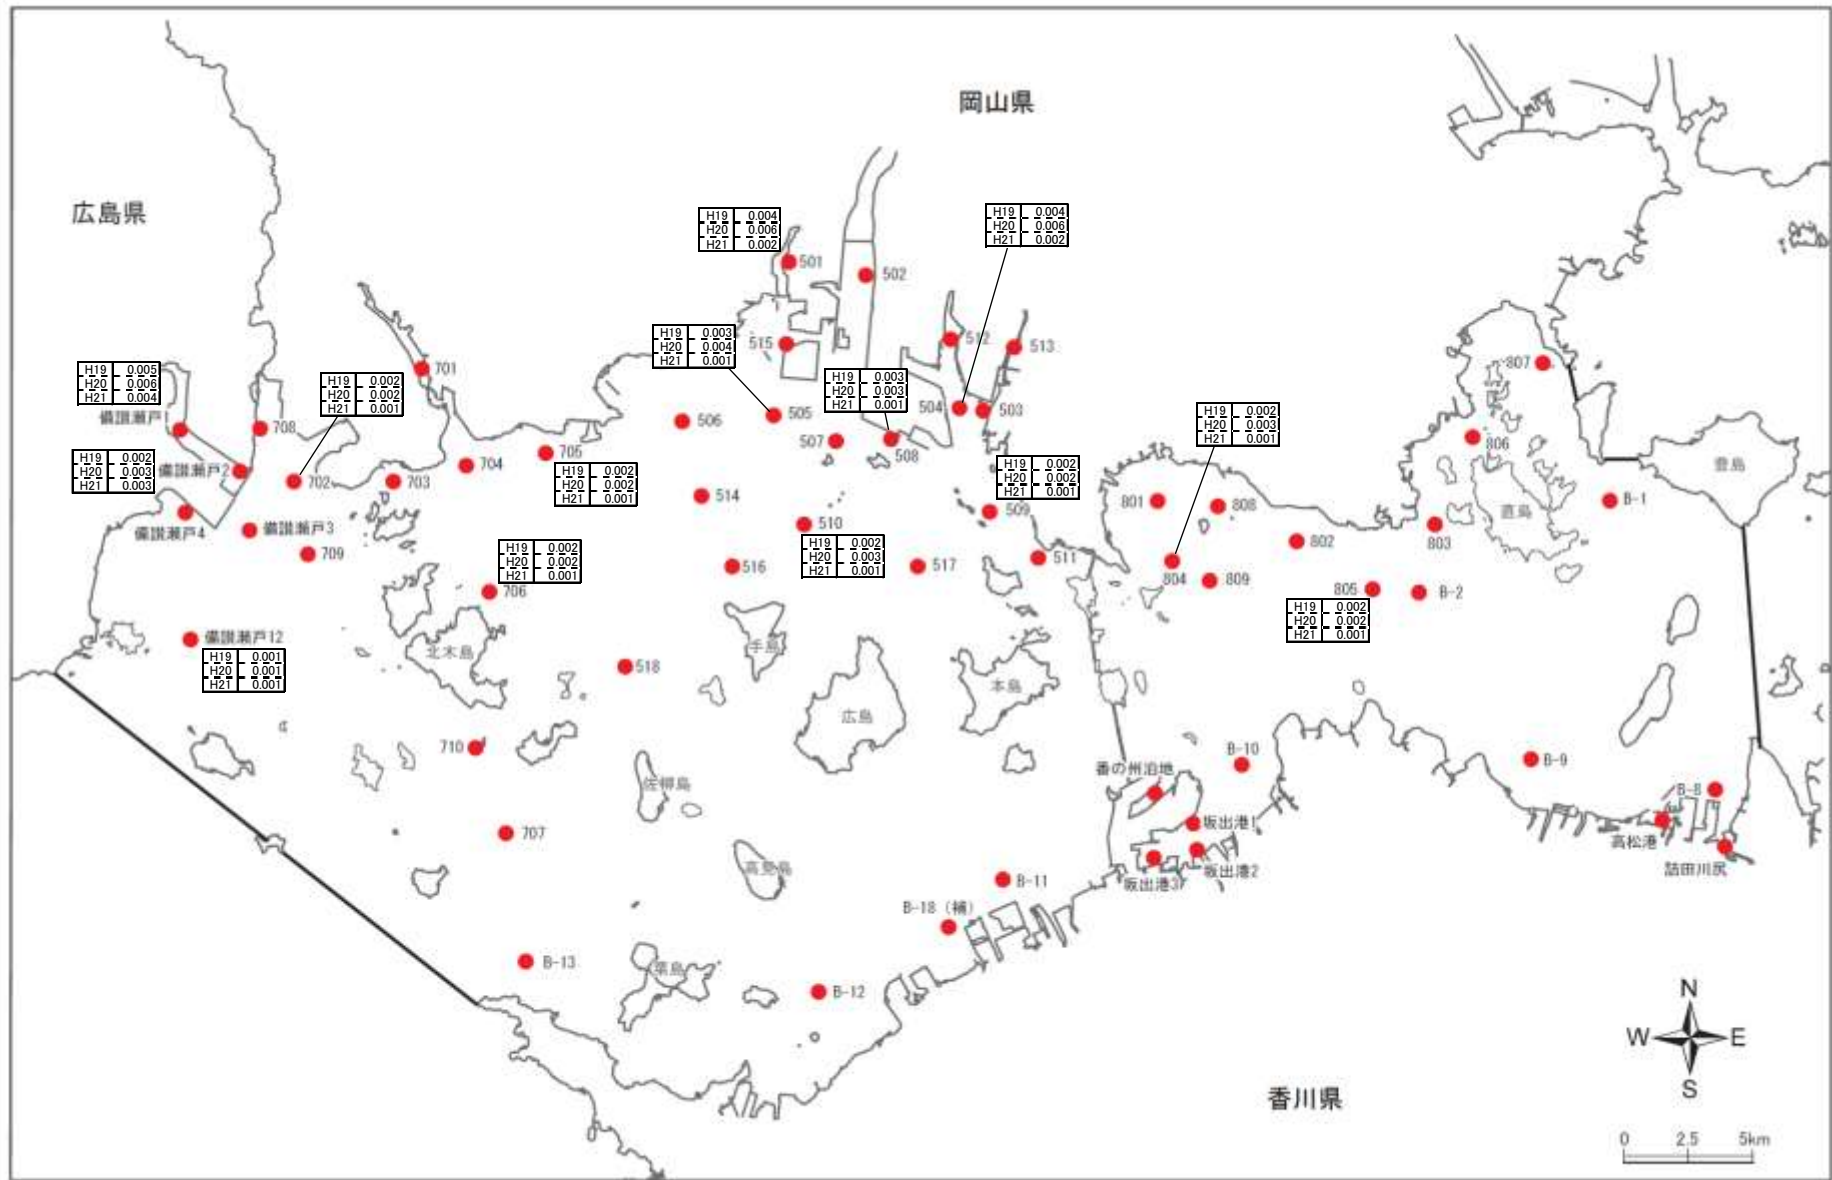 岡山県
広島県
H19 0.004
H20 0.006
H21 0.002
501
502
H19 0.004
H20 0.006
H21 0.002
H19 0.003
H20 0.004
H21 0.001
515
512
513
807
H19 0.005
H20 0.006
H21 0.004
備讃瀬戸1
708
H19 0.002
H20 0.002
H21 0.001
701
H19 0.003
H20 0.003
H21 0.001
504
503
505
506
507
508
H19 0.002
H20 0.003
H21 0.001
806
豊島
H19 0.002
H20 0.003
H21 0.003
備讃瀬戸2
702
703
704
705
H19 0.002
H20 0.002
H21 0.001
H19 0.002
H20 0.002
H21 0.001
509
514
510
801
808
直島
B-1
備讃瀬戸4
備讃瀬戸3
709
H19 0.002
H20 0.002
H21 0.001
706
516
H19 0.002
H20 0.003
H21 0.001
517
511
804
809
802
803
805
B-2
H19 0.002
H20 0.002
H21 0.001
備讃瀬戸12
H19 0.001
H20 0.001
H21 0.001
北木島
518
手島
本島
広島
710
佐柳島
番の州泊地
B-10
B-9
B-8
707
坂出港1
坂出港2
坂出港3
高松港
詰田川尻
高見島
B-11
B-18（補）
B-13
粟島
B-12
香川県
N
W E
S
0 2.5 5km